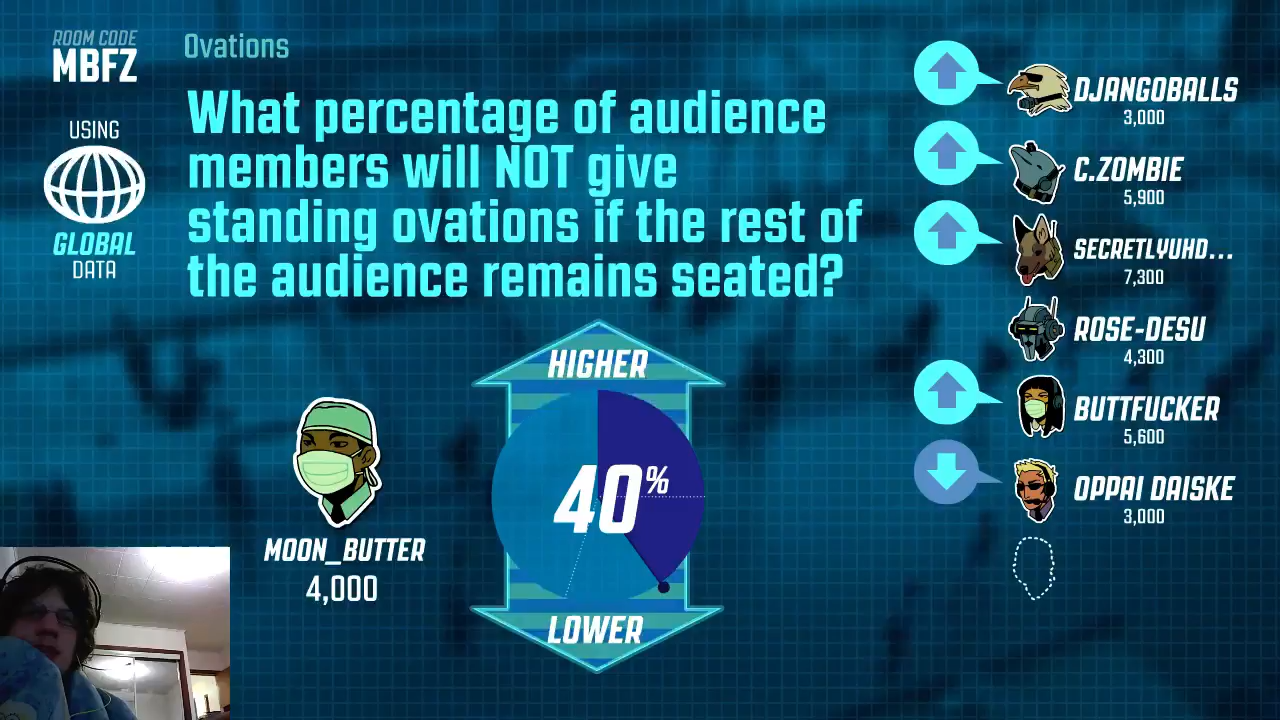 ROOM CODE
MBFZ
USING
GLOBAL
DATA
Ovations
What percentage of audience
members will NOT give
standing ovations if the rest of
the audience remains seated?
HIGHER
40%
LOWER
MOON_BUTTER
4,000
DJANGOBALLS
3,000
C.ZOMBIE
5,900
SECRETLYUHD...
7,300
ROSE-DESU
4,300
BUTTFUCKER
5,600
OPPAI DAISKE
3,000